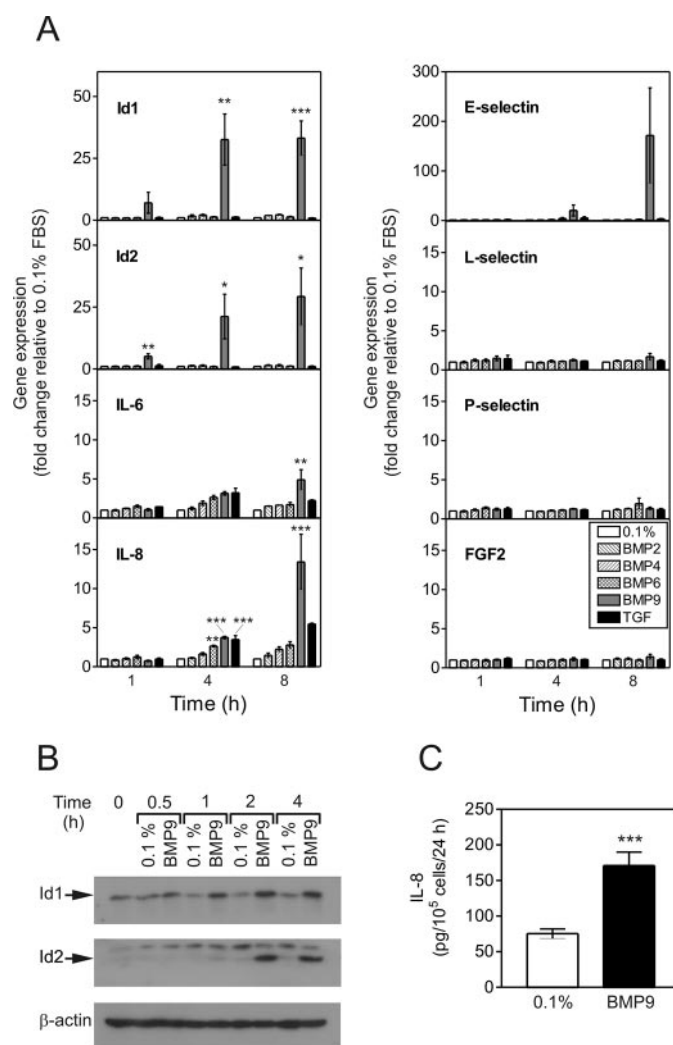 A
Gene expression
(fold change relative to 0.1% FBS)
Id1
50
25
0
**
***
Id2
50
25
0
**
*
*
IL-6
15
10
5
0
**
IL-8
15
10
5
0
***
**
***
***
1
4
8
Time (h)
Gene expression
(fold change relative to 0.1% FBS)
E-selectin
300
200
100
0
L-selectin
15
10
5
0
P-selectin
15
10
5
0
FGF2
15
10
5
0
0.1%
BMP2
BMP4
BMP6
BMP9
TGF
1
4
8
Time (h)
B
Time 0 0.5 1 2 4
(h)
0.1 % BMP9 0.1 % BMP9 0.1 % BMP9 0.1 % BMP9
Id1
Id2
β-actin
C
IL-8
(pg/10⁵ cells/24 h)
250
200
150
100
50
0
***
0.1% BMP9